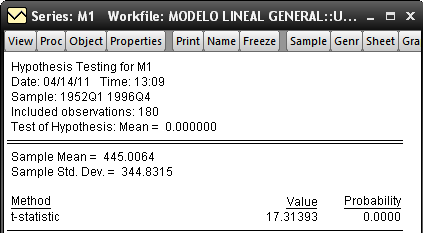 Series: M1 Workfile: MODELO LINEAL GENERAL::U...
View Proc Object Properties Print Name Freeze Sample Genr Sheet Gra
Hypothesis Testing for M1
Date: 04/14/11 Time: 13:09
Sample: 1952Q1 1996Q4
Included observations: 180
Test of Hypothesis: Mean = 0.000000
Sample Mean = 445.0064
Sample Std. Dev. = 344.8315
Method Value Probability
t-statistic 17.31393 0.0000